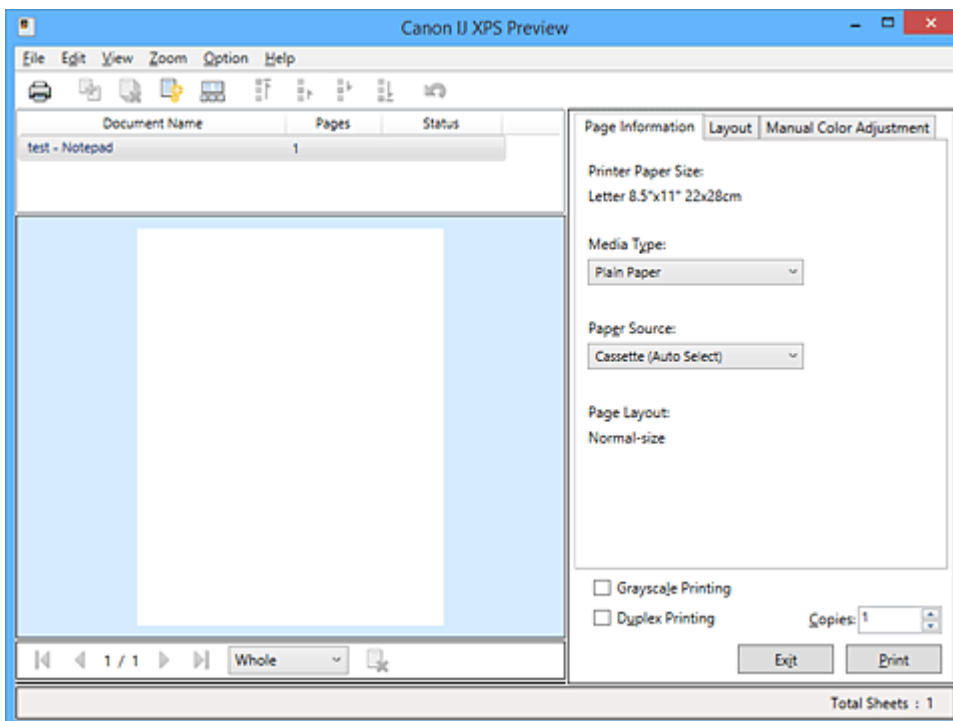 Canon IJ XPS Preview
File Edit View Zoom Option Help
Document Name Pages Status
test - Notepad 1
Page Information Layout Manual Color Adjustment
Printer Paper Size:
Letter 8.5"x11" 22x28cm
Media Type:
Plain Paper
Paper Source:
Cassette (Auto Select)
Page Layout:
Normal-size
Grayscale Printing
Duplex Printing Copies: 1
1 / 1 Whole
Exit Print
Total Sheets : 1